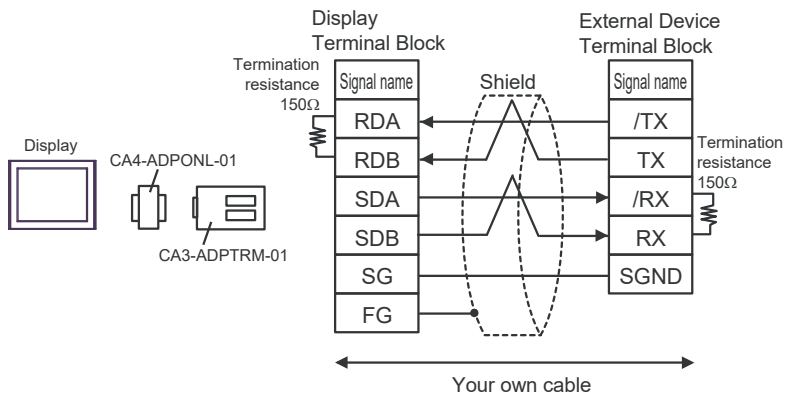 Display
Terminal Block
External Device
Terminal Block
Termination
resistance
150Ω
Signal name
Shield
Signal name
RDA
/TX
RDB
TX
Termination
resistance
150Ω
Display
CA4-ADPONL-01
SDA
/RX
SDB
RX
CA3-ADPTRM-01
SG
SGND
FG
Your own cable